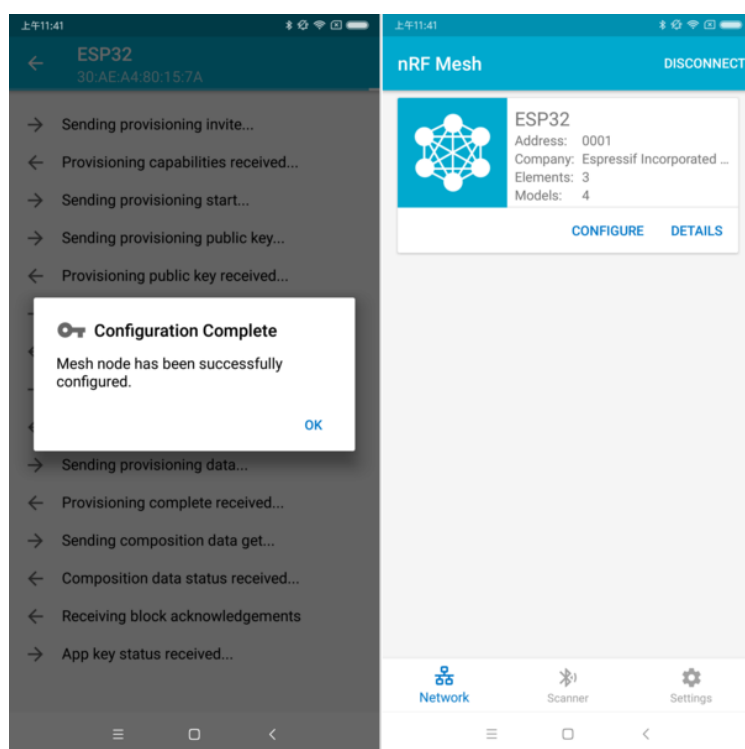 上午11:41
ESP32
30:AE:A4:80:15:7A
Sending provisioning invite...
Provisioning capabilities received...
Sending provisioning start...
Sending provisioning public key...
Provisioning public key received...
Configuration Complete
Mesh node has been successfully
configured.
OK
Sending provisioning data...
Provisioning complete received...
Sending composition data get...
Composition data status received...
Receiving block acknowledgements
App key status received...
上午11:41
nRF Mesh
DISCONNECT
ESP32
Address: 0001
Company: Espressif Incorporated ...
Elements: 3
Models: 4
CONFIGURE DETAILS
Network Scanner Settings